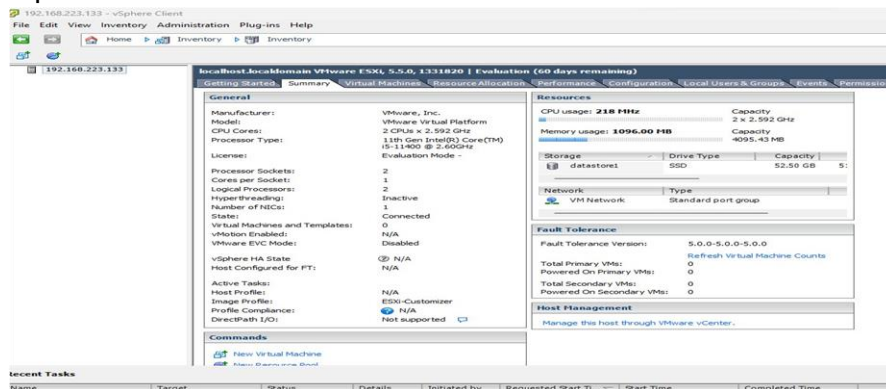 192.168.223.133 - vSphere Client
File Edit View Inventory Administration Plug-ins Help
Home Inventory Inventory
192.168.223.133
localhost.localdomain VMware ESXi, 5.5.0, 1331820 | Evaluation (60 days remaining)
Getting Started Summary Virtual Machines Resource Allocation Performance Configuration Local Users & Groups Events Permissio
General
Manufacturer: VMware, Inc.
Model: VMware Virtual Platform
CPU Cores: 2 CPUs x 2.592 GHz
Processor Type: 11th Gen Intel(R) Core(TM)
i5-11400 @ 2.60GHz
License: Evaluation Mode -
Processor Sockets: 2
Cores per Socket: 1
Logical Processors: 2
Hyperthreading: Inactive
Number of NICs: 1
State: Connected
Virtual Machines and Templates: 0
vMotion Enabled: N/A
VMware EVC Mode: Disabled
vSphere HA State N/A
Host Configured for FT: N/A
Active Tasks:
Host Profile: N/A
Image Profile: ESXi-Customizer
Profile Compliance: N/A
DirectPath I/O: Not supported
Commands
New Virtual Machine
New Resource Pool
Resources
CPU usage: 218 MHz Capacity
2 x 2.592 GHz
Memory usage: 1096.00 MB Capacity
4095.43 MB
Storage Drive Type Capacity
datastore1 SSD 52.50 GB 5:
Network Type
VM Network Standard port group
Fault Tolerance
Fault Tolerance Version: 5.0.0-5.0.0-5.0.0
Refresh Virtual Machine Counts
Total Primary VMs: 0
Powered On Primary VMs: 0
Total Secondary VMs: 0
Powered On Secondary VMs: 0
Host Management
Manage this host through VMware vCenter.
Recent Tasks
Name Target Status Details Initiated by Requested Start Ti Start Time Completed Time